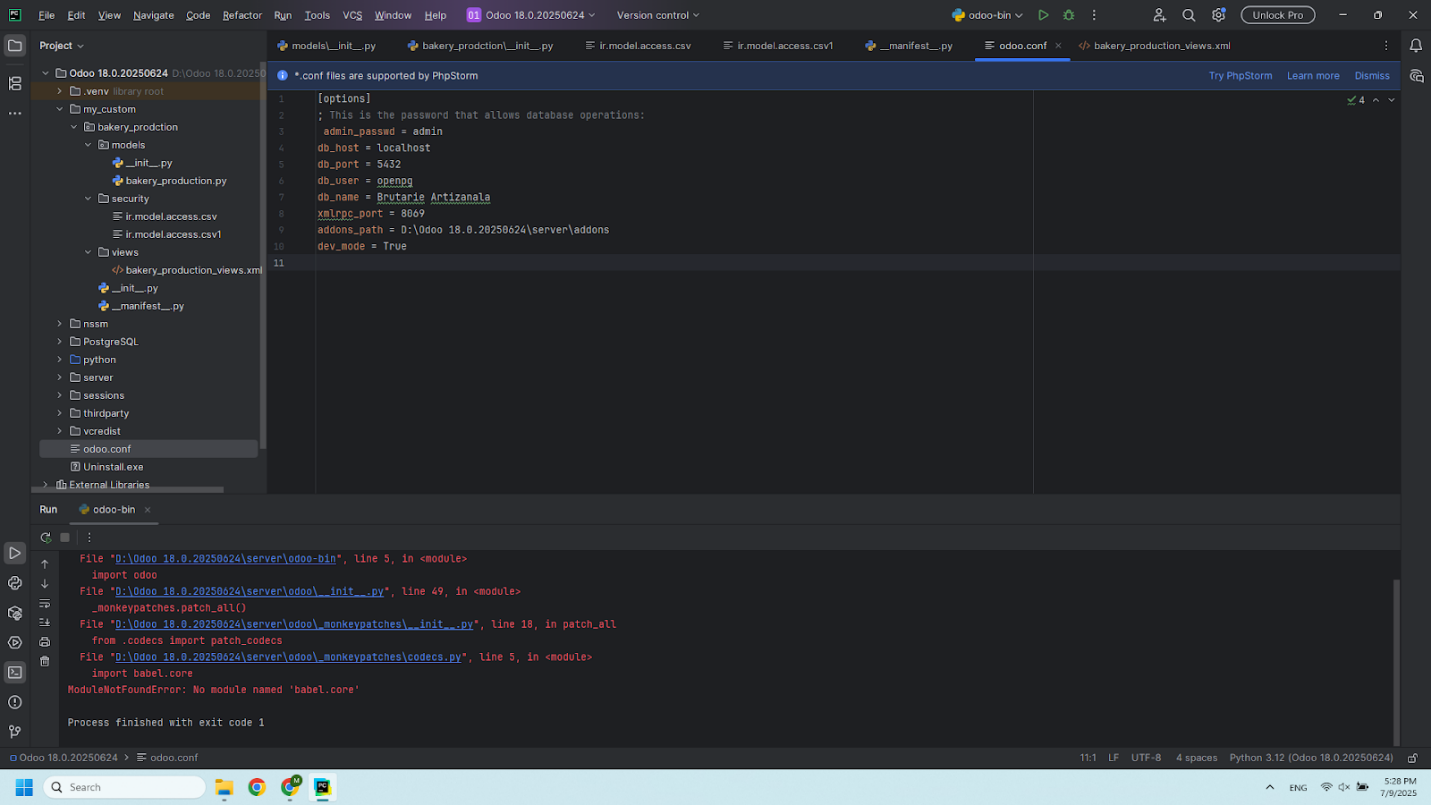 File Edit View Navigate Code Refactor Run Tools VCS Window Help 01 Odoo 18.0.20250624 Version control odoo-bin Unlock Pro
Project
models\__init__.py bakery_prodction\__init__.py ir.model.access.csv ir.model.access.csv1 __manifest__.py odoo.conf bakery_production_views.xml
*.conf files are supported by PhpStorm Try PhpStorm Learn more Dismiss
Odoo 18.0.20250624 D:\Odoo 18.0.20250
.venv library root
my_custom
bakery_prodction
models
__init__.py
bakery_production.py
security
ir.model.access.csv
ir.model.access.csv1
views
bakery_production_views.xml
__init__.py
__manifest__.py
nssm
PostgreSQL
python
server
sessions
thirdparty
vcredist
odoo.conf
Uninstall.exe
External Libraries
4
1 [options]
2 ; This is the password that allows database operations:
3 admin_passwd = admin
4 db_host = localhost
5 db_port = 5432
6 db_user = openpg
7 db_name = Brutarie Artizanala
8 xmlrpc_port = 8069
9 addons_path = D:\Odoo 18.0.20250624\server\addons
10 dev_mode = True
11
Run odoo-bin
File "D:\Odoo 18.0.20250624\server\odoo-bin", line 5, in <module>
import odoo
File "D:\Odoo 18.0.20250624\server\odoo\__init__.py", line 49, in <module>
_monkeypatches.patch_all()
File "D:\Odoo 18.0.20250624\server\odoo\_monkeypatches\__init__.py", line 18, in patch_all
from .codecs import patch_codecs
File "D:\Odoo 18.0.20250624\server\odoo\_monkeypatches\codecs.py", line 5, in <module>
import babel.core
ModuleNotFoundError: No module named 'babel.core'
Process finished with exit code 1
Odoo 18.0.20250624 odoo.conf 11:1 LF UTF-8 4 spaces Python 3.12 (Odoo 18.0.20250624)
Search M ENG 5:28 PM
7/9/2025